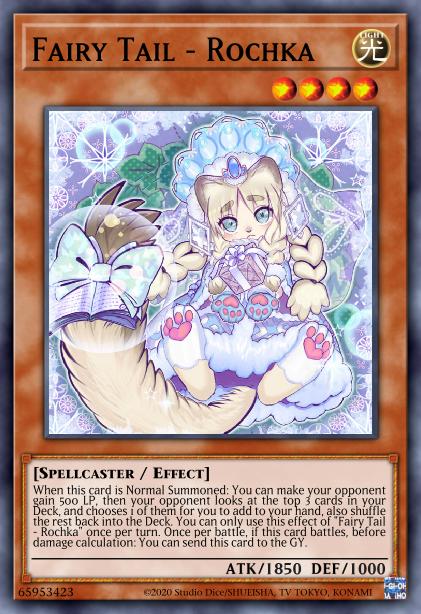 Fairy Tail - Rochka
LIGHT
光
[Spellcaster / Effect]
When this card is Normal Summoned: You can make your opponent
gain 500 LP, then your opponent looks at the top 3 cards in your
Deck, and chooses 1 of them for you to add to your hand, also shuffle
the rest back into the Deck. You can only use this effect of "Fairy Tail
- Rochka" once per turn. Once per battle, if this card battles, before
damage calculation: You can send this card to the GY.
ATK/1850 DEF/1000
65953423
©2020 Studio Dice/SHUEISHA, TV TOKYO, KONAMI